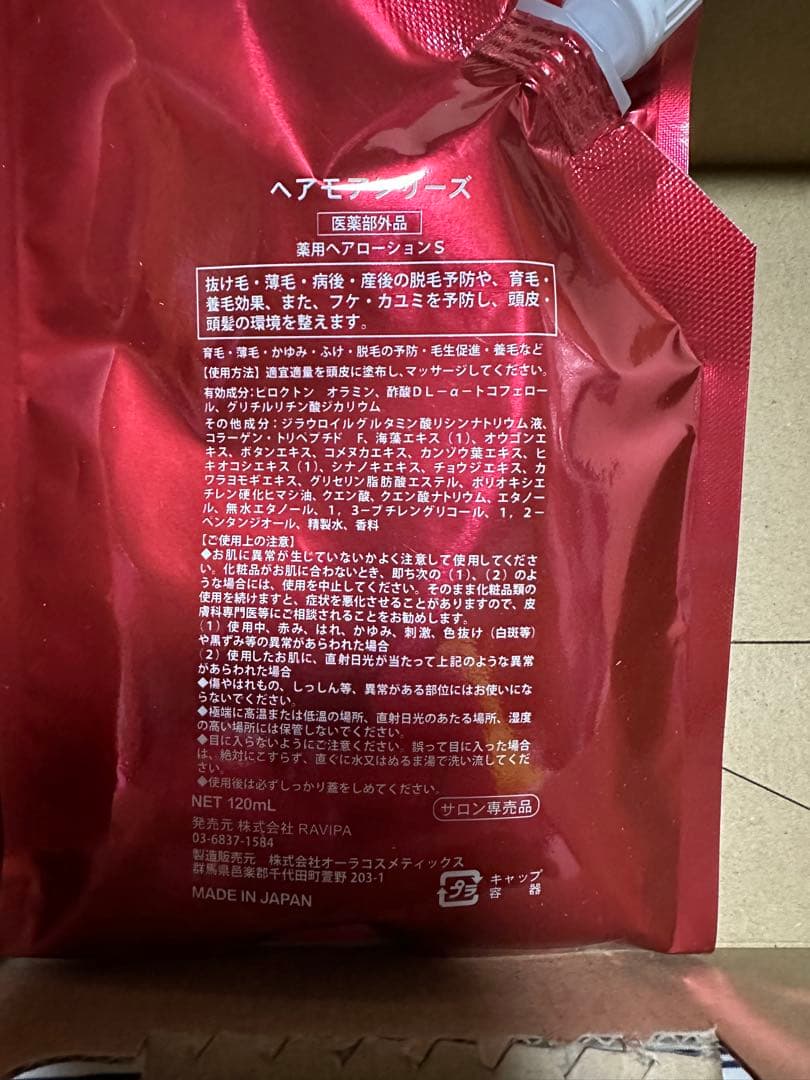 ヘアモアシリーズ
医薬部外品
薬用ヘアローションS
抜け毛・薄毛・病後・産後の脱毛予防や、育毛・
養毛効果、また、フケ・カユミを予防し、頭皮・
頭髪の環境を整えます。
育毛・薄毛・かゆみ・ふけ・脱毛の予防・毛生促進・養毛など
【使用方法】適宜適量を頭皮に塗布し、マッサージしてください。
有効成分:ピロクトン オラミン、酢酸DL−α−トコフェロー
ル、グリチルリチン酸ジカリウム
その他成分:ジラウロイルグルタミン酸リシンナトリウム液、
コラーゲン・トリペプチド F、海藻エキス(1)、オウゴンエ
キス、ボタンエキス、コメヌカエキス、カンゾウ葉エキス、ヒ
キオコシエキス(1)、シナノキエキス、チョウジエキス、カ
ワラヨモギエキス、グリセリン脂肪酸エステル、ポリオキシエ
チレン硬化ヒマシ油、クエン酸、クエン酸ナトリウム、エタノー
ル、無水エタノール、1,3−ブチレングリコール、1,2−
ペンタンジオール、精製水、香料
【ご使用上の注意】
◆お肌に異常が生じていないかよく注意して使用してくださ
い。化粧品がお肌に合わないとき、即ち次の(1)、(2)のよ
うな場合には、使用を中止してください。そのまま化粧品類の
使用を続けますと、症状を悪化させることがありますので、皮
膚科専門医等にご相談されることをお勧めします。
(1)使用中、赤み、はれ、かゆみ、刺激、色抜け(白斑等)
や黒ずみ等の異常があらわれた場合
(2)使用したお肌に、直射日光が当たって上記のような異常
があらわれた場合
◆傷やはれもの、しっしん等、異常がある部位にはお使いにな
らないでください。
◆極端に高温または低温の場所、直射日光のあたる場所、湿度
の高い場所には保管しないでください。
◆目に入らないようにご注意ください。誤って目に入った場合
は、絶対にこすらず、直ぐに水又はぬるま湯で洗い流してくだ
さい。
◆使用後は必ずしっかり蓋をしめてください。
NET 120mL
サロン専売品
発売元 株式会社 RAVIPA
03-6837-1584
製造販売元 株式会社オーラコスメティックス
群馬県邑楽郡千代田町萱野 203-1
MADE IN JAPAN
プラ
キャップ
容器